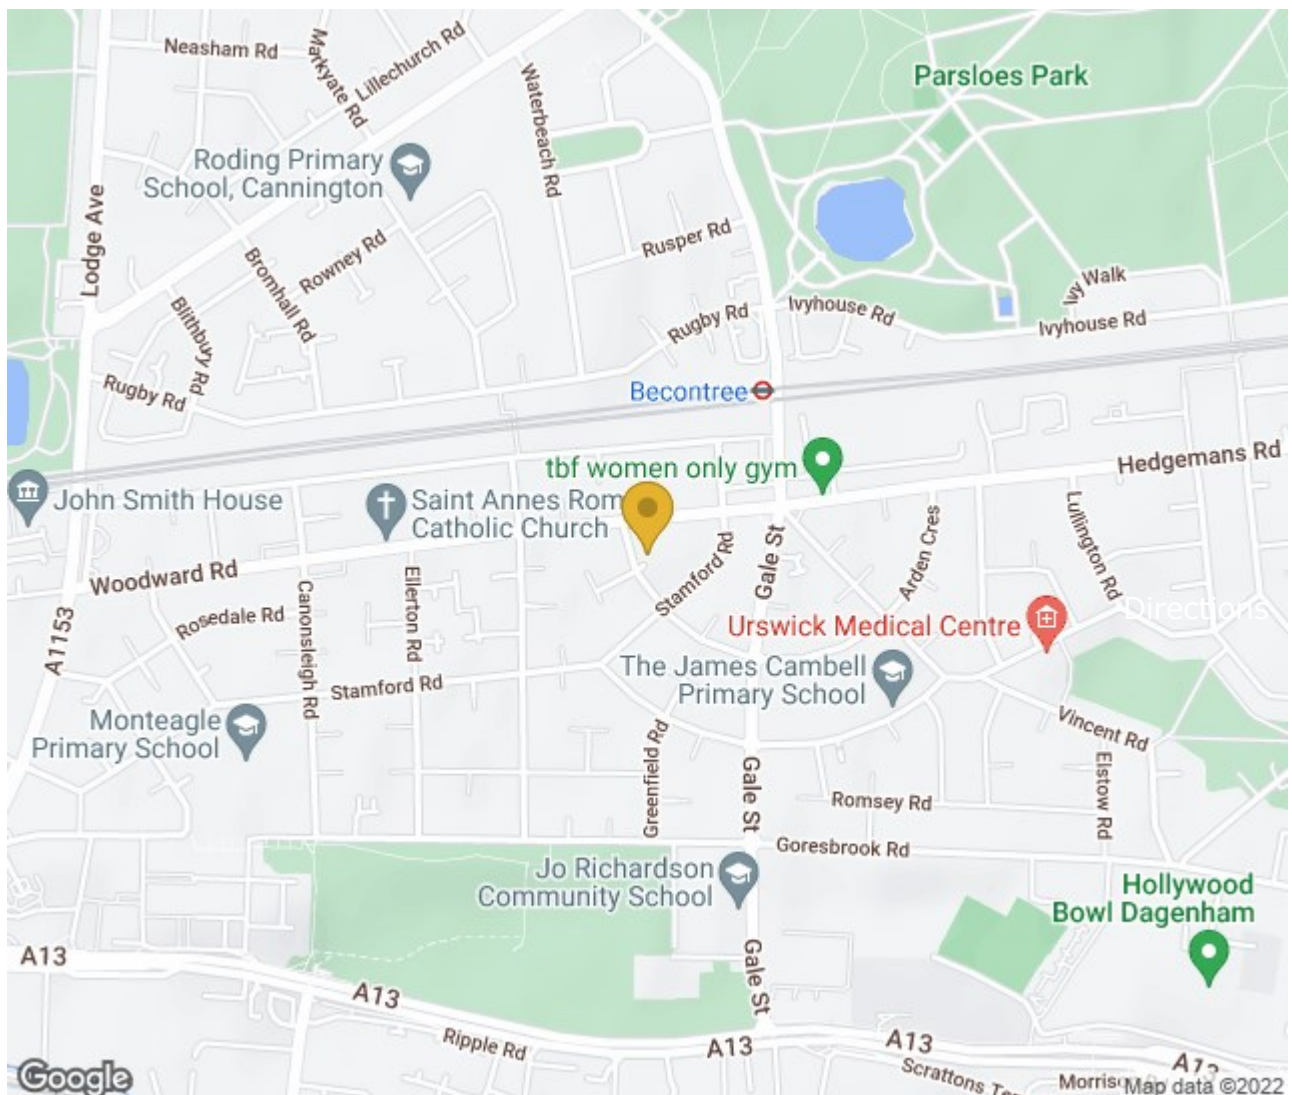 Neasham Rd
Markyate Rd
Lillechurch Rd
Waterbeach Rd
Parsloes Park
Roding Primary
School, Cannington
Lodge Ave
Rusper Rd
Rowney Rd
Bromhall Rd
Blithbury Rd
Ivy Walk
Ivyhouse Rd
Ivyhouse Rd
Rugby Rd
Rugby Rd
Becontree
tbf women only gym
Hedgemans Rd
John Smith House
Saint Annes Rom
Catholic Church
Lullington Rd
Arden Cres
Stamford Rd
Gale St
Woodward Rd
Ellerton Rd
Canonsleigh Rd
Rosedale Rd
Directions
Urswick Medical Centre
A1153
The James Cambell
Primary School
Stamford Rd
Monteagle
Primary School
Greenfield Rd
Vincent Rd
Elstow Rd
Gale St
Romsey Rd
Goresbrook Rd
Jo Richardson
Community School
Hollywood
Bowl Dagenham
Gale St
A13
A13
Ripple Rd
A13
A13
A13
Scrattons
Google
Map data ©2022